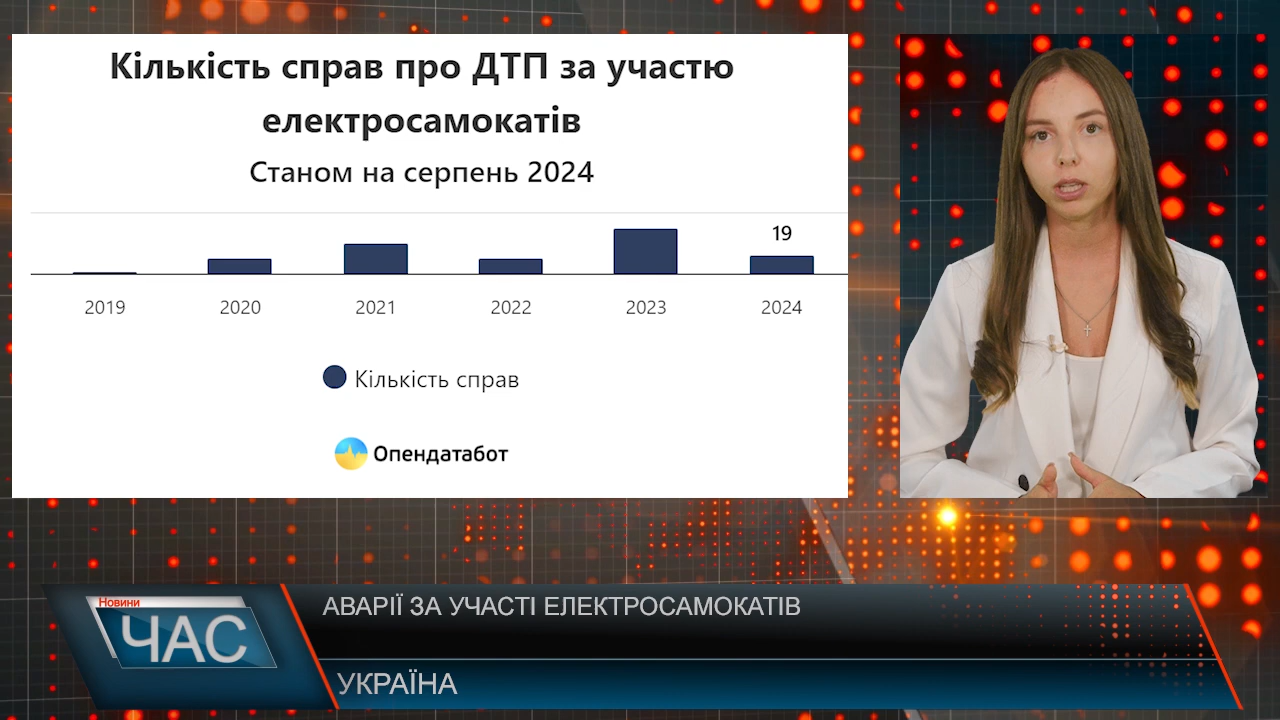 Кількість справ про ДТП за участю
електросамокатів
Станом на серпень 2024
19
2019 2020 2021 2022 2023 2024
Кількість справ
Опендатабот
Новини
ЧАС
АВАРІЇ ЗА УЧАСТІ ЕЛЕКТРОСАМОКАТІВ
УКРАЇНА